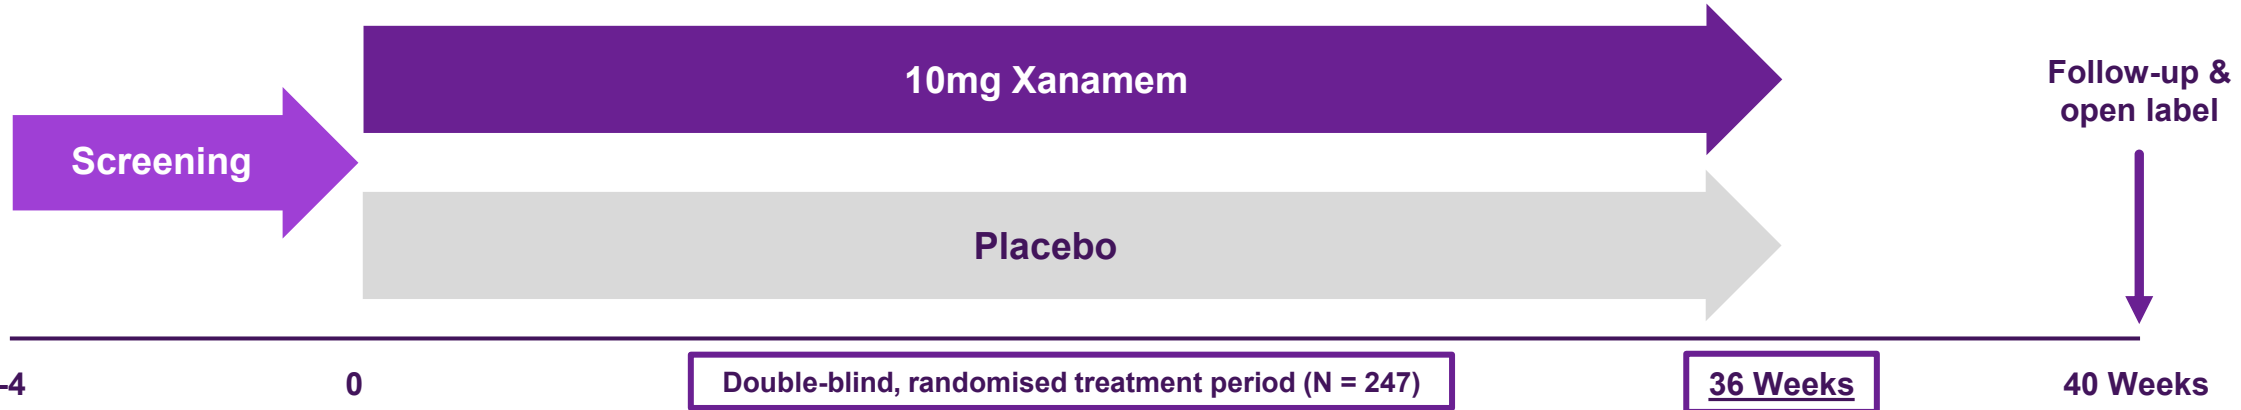 10mg Xanamem
Follow-up &
open label
Screening
Placebo
-4
0
Double-blind, randomised treatment period (N = 247)
36 Weeks
40 Weeks